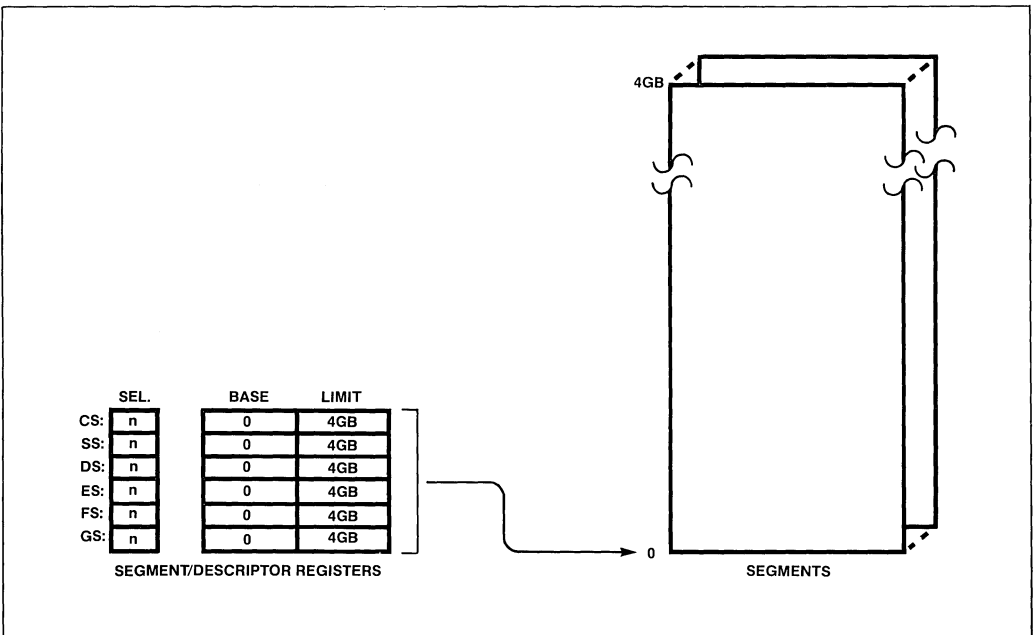 4GB
SEL. BASE LIMIT
CS: n 0 4GB
SS: n 0 4GB
DS: n 0 4GB
ES: n 0 4GB
FS: n 0 4GB
GS: n 0 4GB
0
SEGMENT/DESCRIPTOR REGISTERS
SEGMENTS